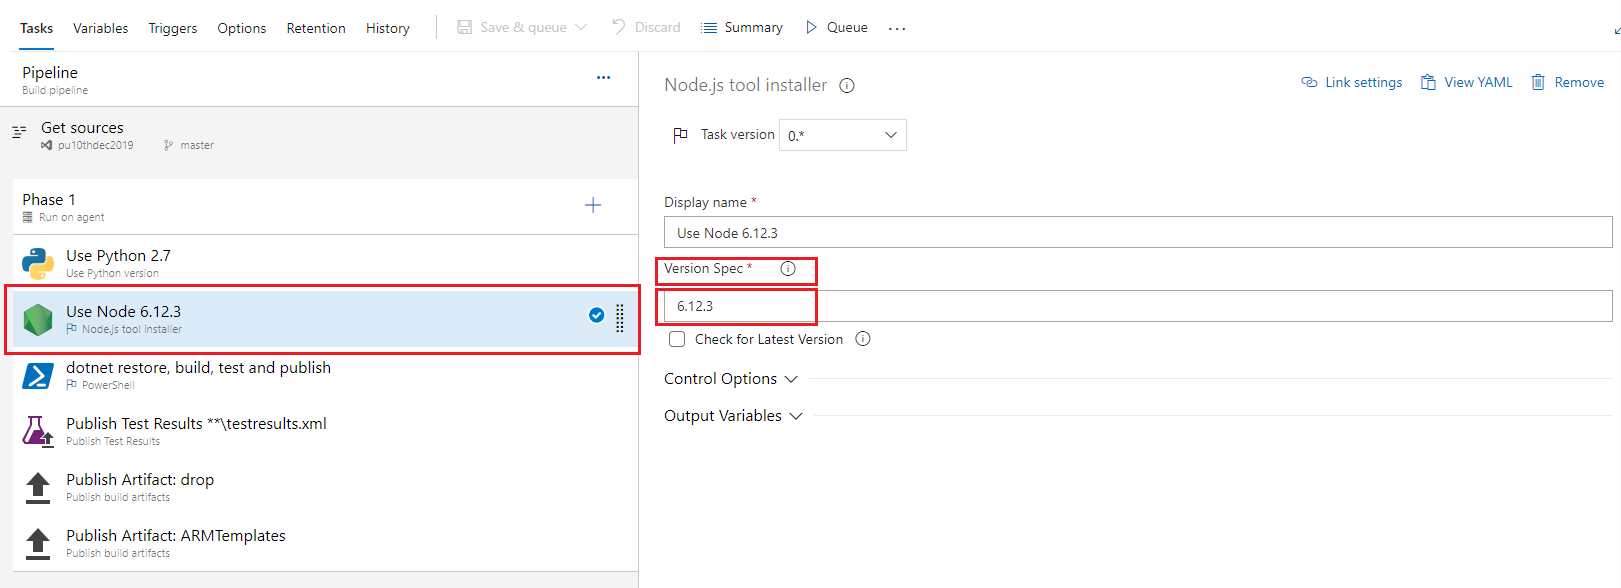 Tasks Variables Triggers Options Retention History Save & queue Discard Summary Queue ...
Pipeline ...
Build pipeline
Get sources
pu10thdec2019 master
Phase 1
Run on agent
Use Python 2.7
Use Python version
Use Node 6.12.3
Node.js tool installer
dotnet restore, build, test and publish
PowerShell
Publish Test Results **\testresults.xml
Publish Test Results
Publish Artifact: drop
Publish build artifacts
Publish Artifact: ARMTemplates
Publish build artifacts
Node.js tool installer Link settings View YAML Remove
Task version 0.*
Display name *
Use Node 6.12.3
Version Spec *
6.12.3
Check for Latest Version
Control Options
Output Variables